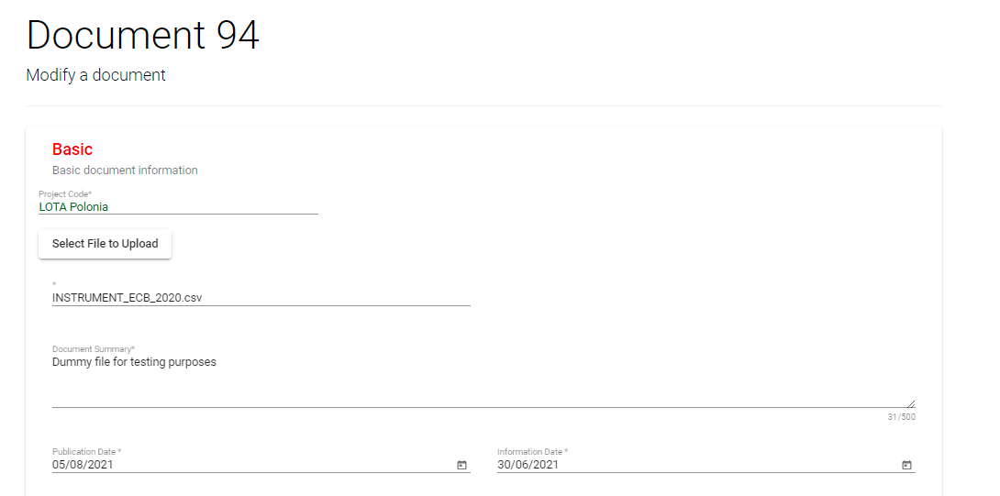 Document 94
Modify a document
Basic
Basic document information
Project Code*
LOTA Polonia
Select File to Upload
*
INSTRUMENT_ECB_2020.csv
Document Summary*
Dummy file for testing purposes
31/500
Publication Date *
05/08/2021
Information Date *
30/06/2021